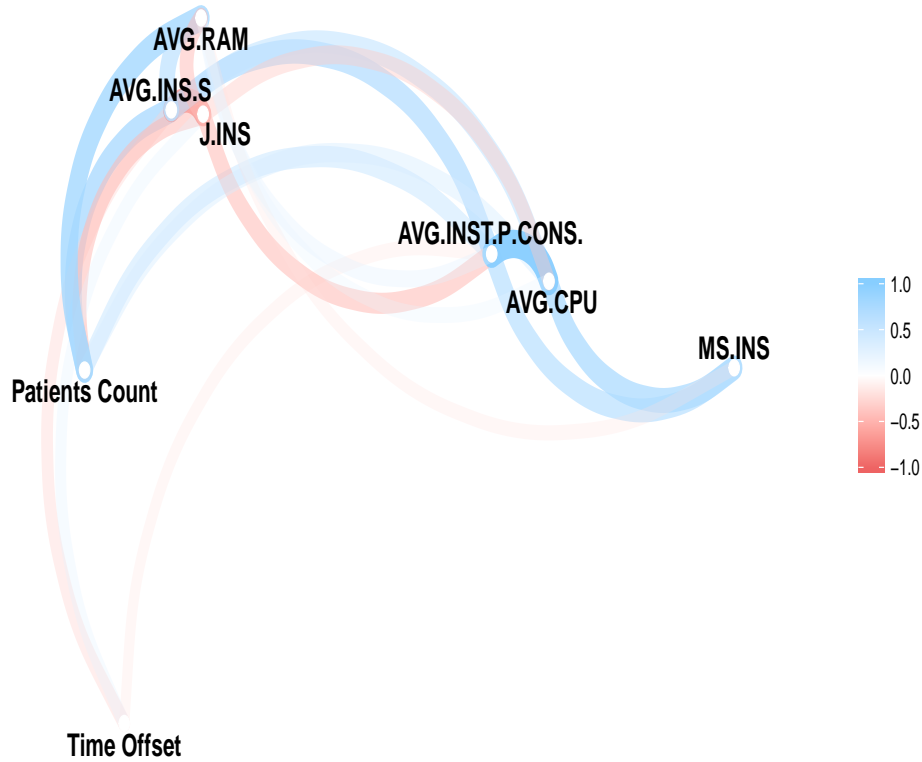 AVG.RAM
AVG.INS.S
J.INS
AVG.INST.P.CONS.
AVG.CPU
MS.INS
Patients Count
Time Offset
1.0
0.5
0.0
−0.5
−1.0